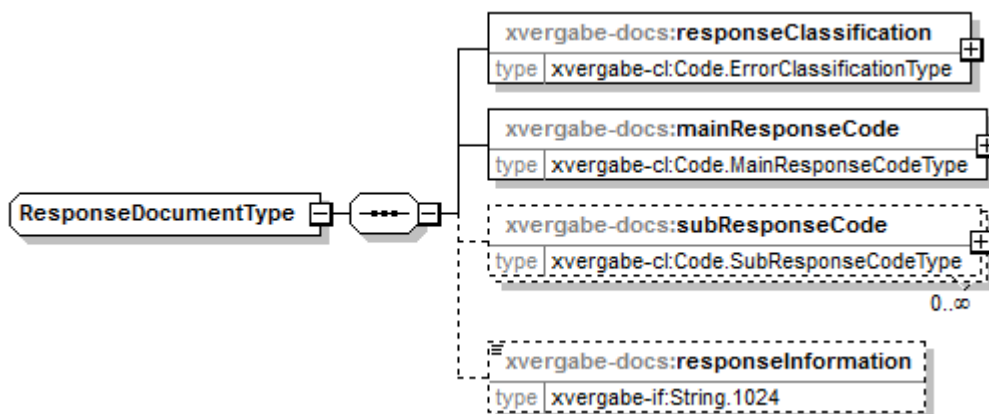 xvergabe-docs:responseClassification
type xvergabe-cl:Code.ErrorClassificationType
xvergabe-docs:mainResponseCode
type xvergabe-cl:Code.MainResponseCodeType
ResponseDocumentType
xvergabe-docs:subResponseCode
type xvergabe-cl:Code.SubResponseCodeType
0..∞
xvergabe-docs:responseInformation
type xvergabe-if:String.1024